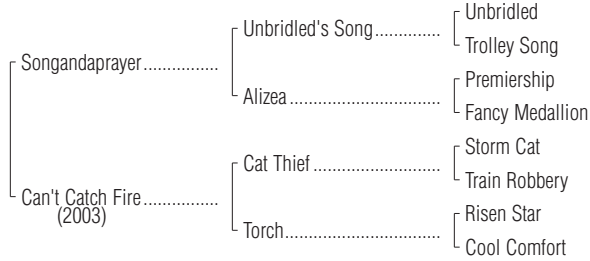 Unbridled
Unbridled's Song..............
Trolley Song
Songandaprayer................
Premiership
Alizea................................
Fancy Medallion
Storm Cat
Cat Thief...........................
Train Robbery
Can't Catch Fire................
(2003)
Risen Star
Torch.................................
Cool Comfort